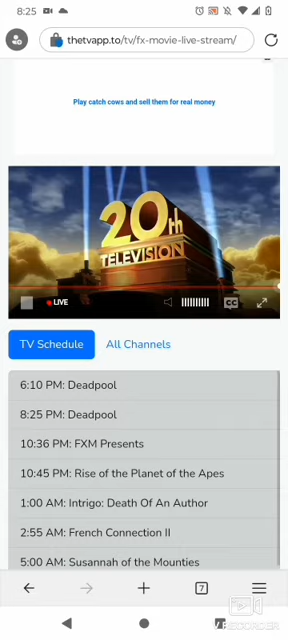 8:25
thetvapp.to/tv/fx-movie-live-stream/
Play catch cows and sell them for real money
20th
TELEVISION
LIVE
CC
TV Schedule
All Channels
6:10 PM: Deadpool
8:25 PM: Deadpool
10:36 PM: FXM Presents
10:45 PM: Rise of the Planet of the Apes
1:00 AM: Intrigo: Death Of An Author
2:55 AM: French Connection II
5:00 AM: Susannah of the Mounties
7
RECORDER